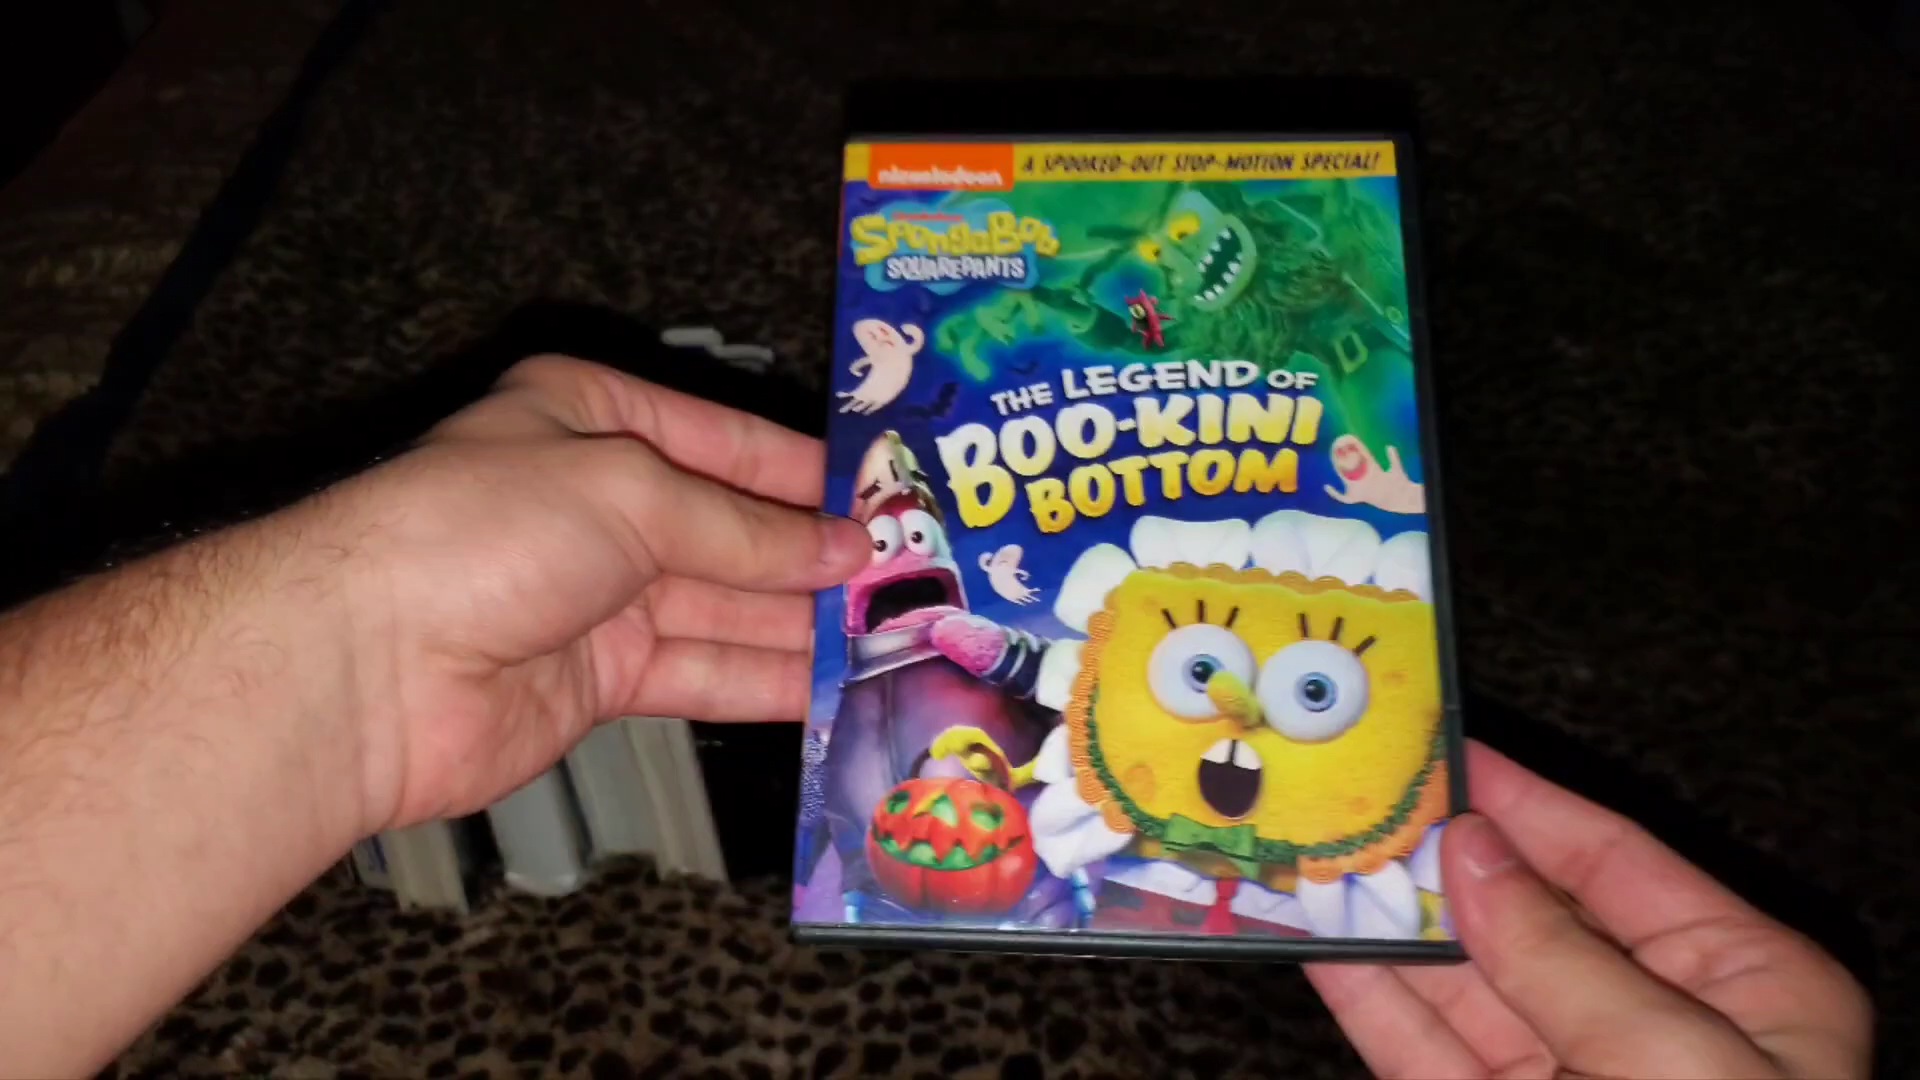 nickelodeon
A SPOOKED-OUT STOP-MOTION SPECIAL!
SpongeBob
SQUAREPANTS
THE LEGEND OF
BOO-KINI
BOTTOM